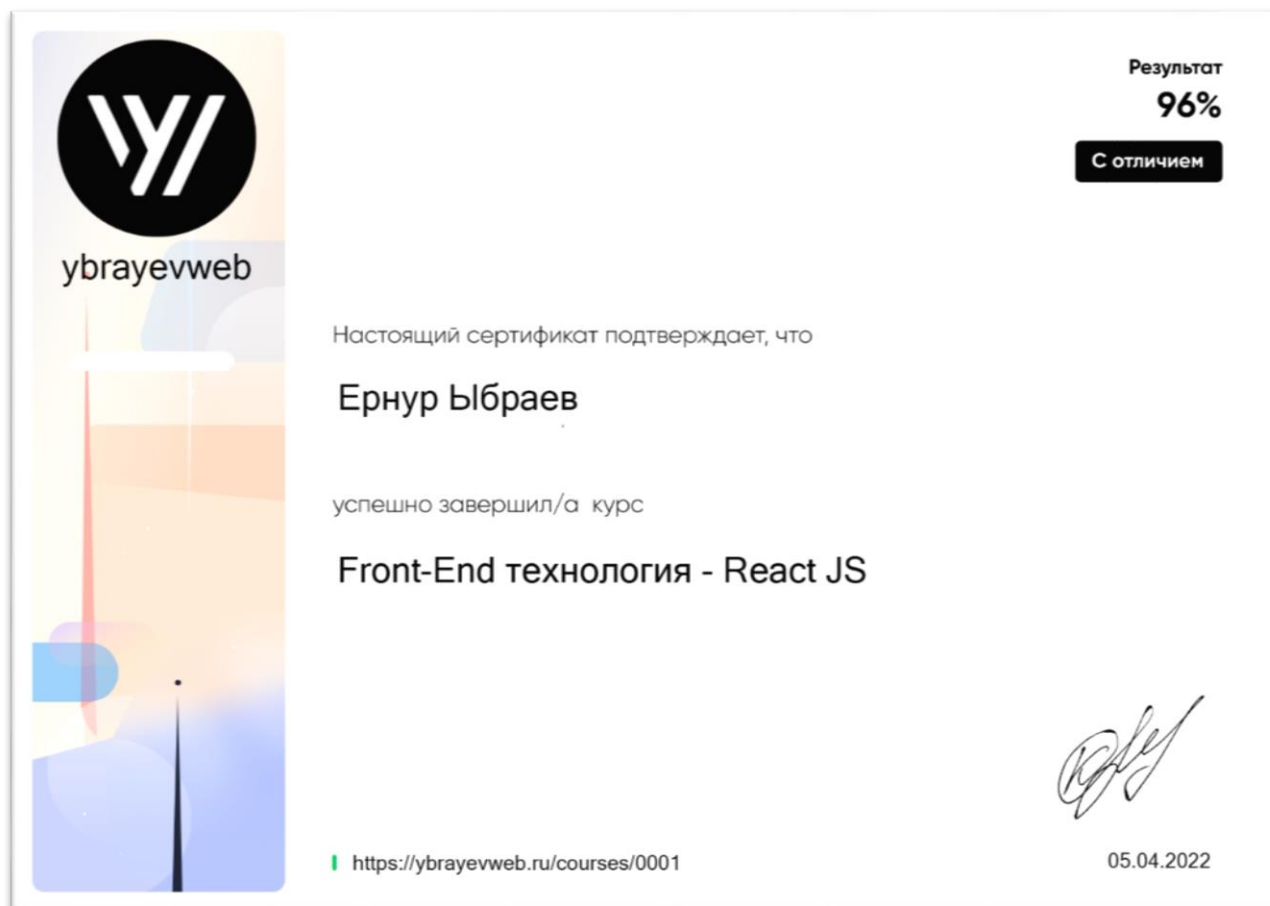 ybrayevweb
Результат
96%
С отличием
Настоящий сертификат подтверждает, что
Ернур Ыбраев
успешно завершил/а курс
Front-End технология - React JS
https://ybrayevweb.ru/courses/0001
05.04.2022